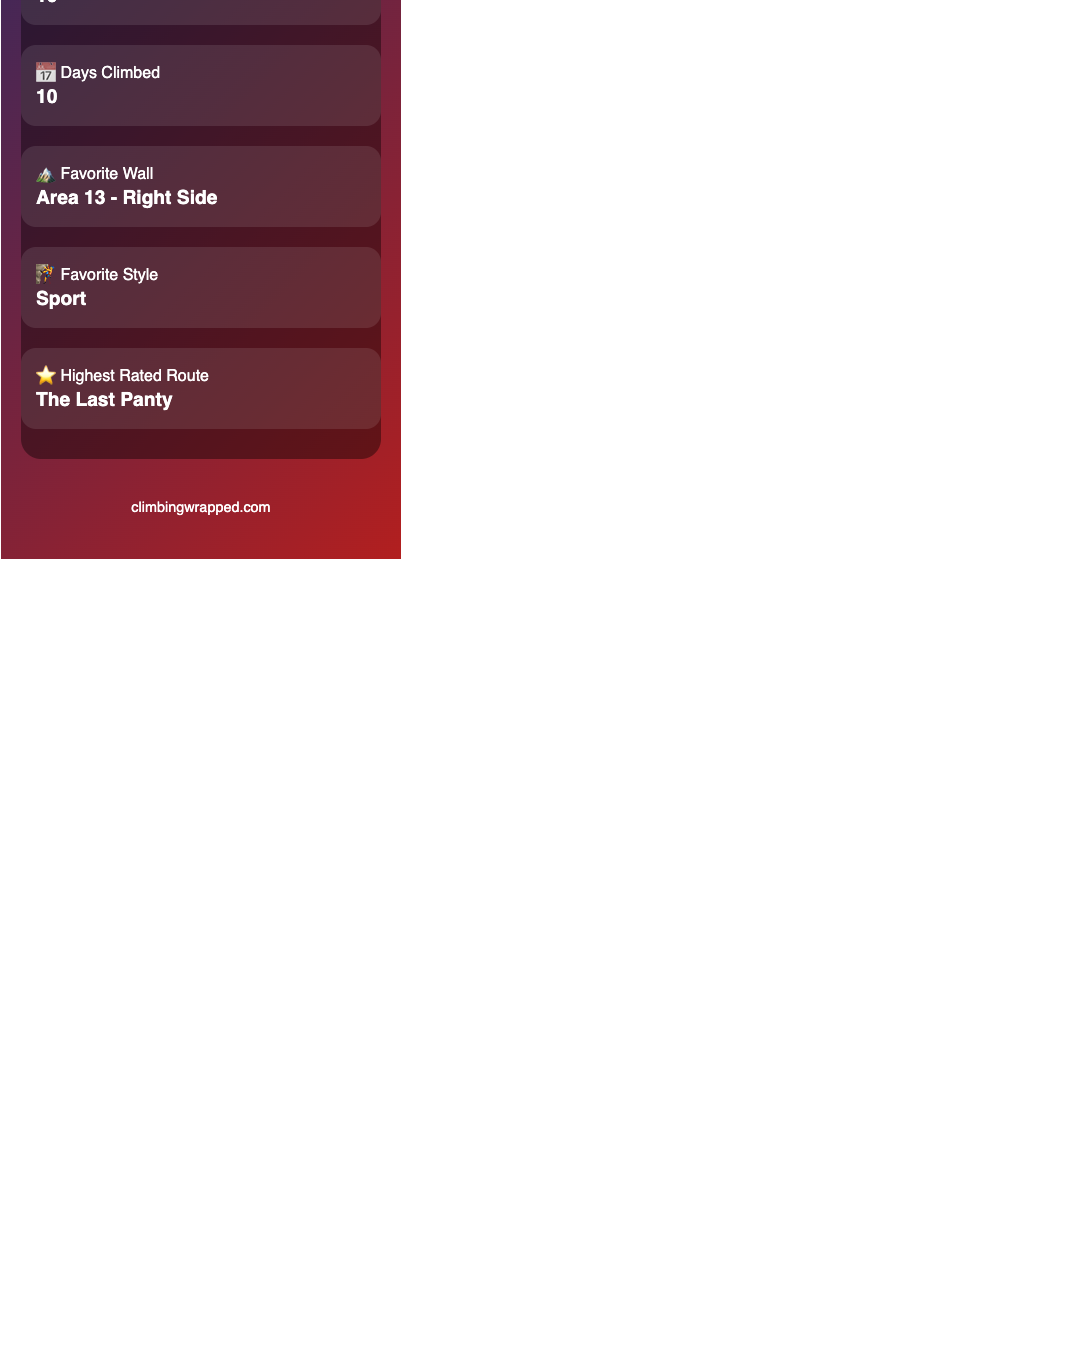 Days Climbed
10
Favorite Wall
Area 13 - Right Side
Favorite Style
Sport
Highest Rated Route
The Last Panty
climbingwrapped.com